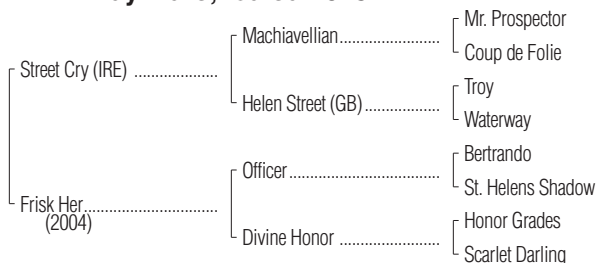 Mr. Prospector
Machiavellian
Coup de Folie
Street Cry (IRE)
Troy
Helen Street (GB)
Waterway
Bertrando
Officer
St. Helens Shadow
Frisk Her
(2004)
Honor Grades
Divine Honor
Scarlet Darling